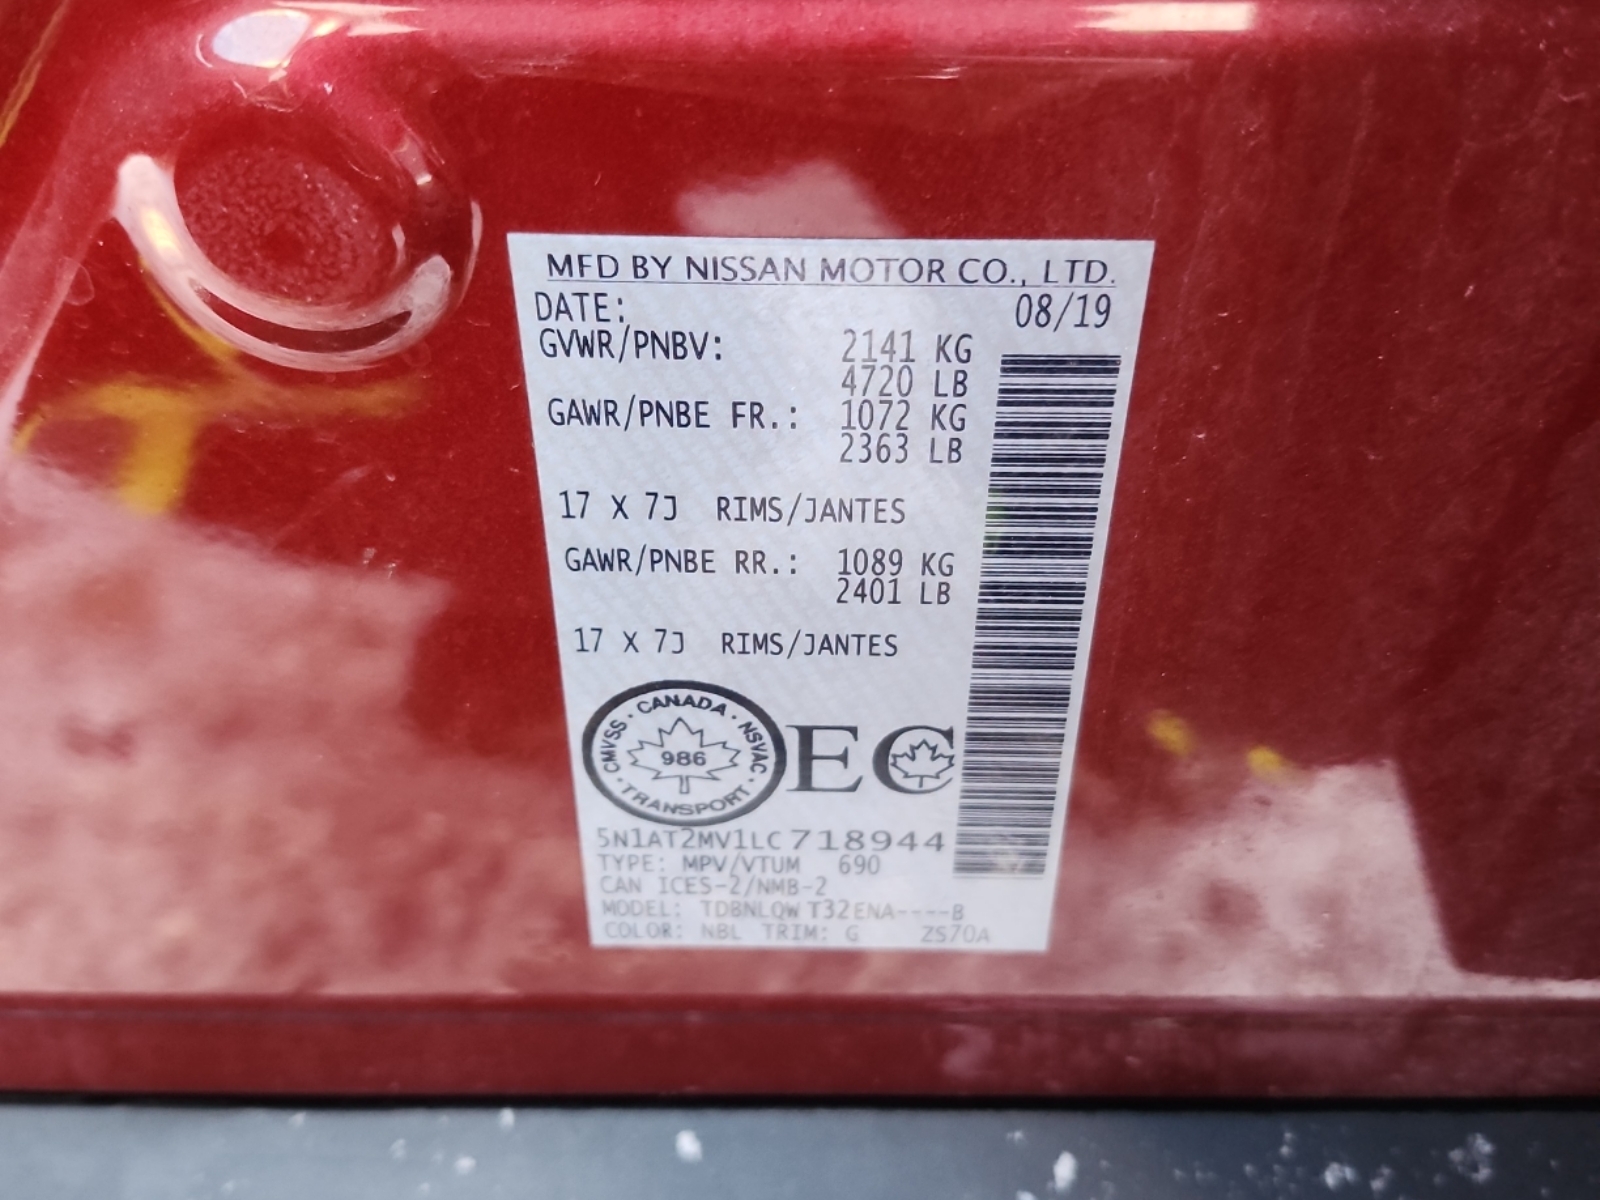 MFD BY NISSAN MOTOR CO., LTD.
DATE: 08/19
GVWR/PNBV: 2141 KG
4720 LB
GAWR/PNBE FR.: 1072 KG
2363 LB
17 X 7J RIMS/JANTES
GAWR/PNBE RR.: 1089 KG
2401 LB
17 X 7J RIMS/JANTES
CANADA · NSVAC · TRANSPORT · CMVSS ·
986
EC
5N1AT2MV1LC718944
TYPE: MPV/VTUM 690
CAN ICES-2/NMB-2
MODEL: TDBNLQW T32ENA----B
COLOR: NBL TRIM: G ZS70A